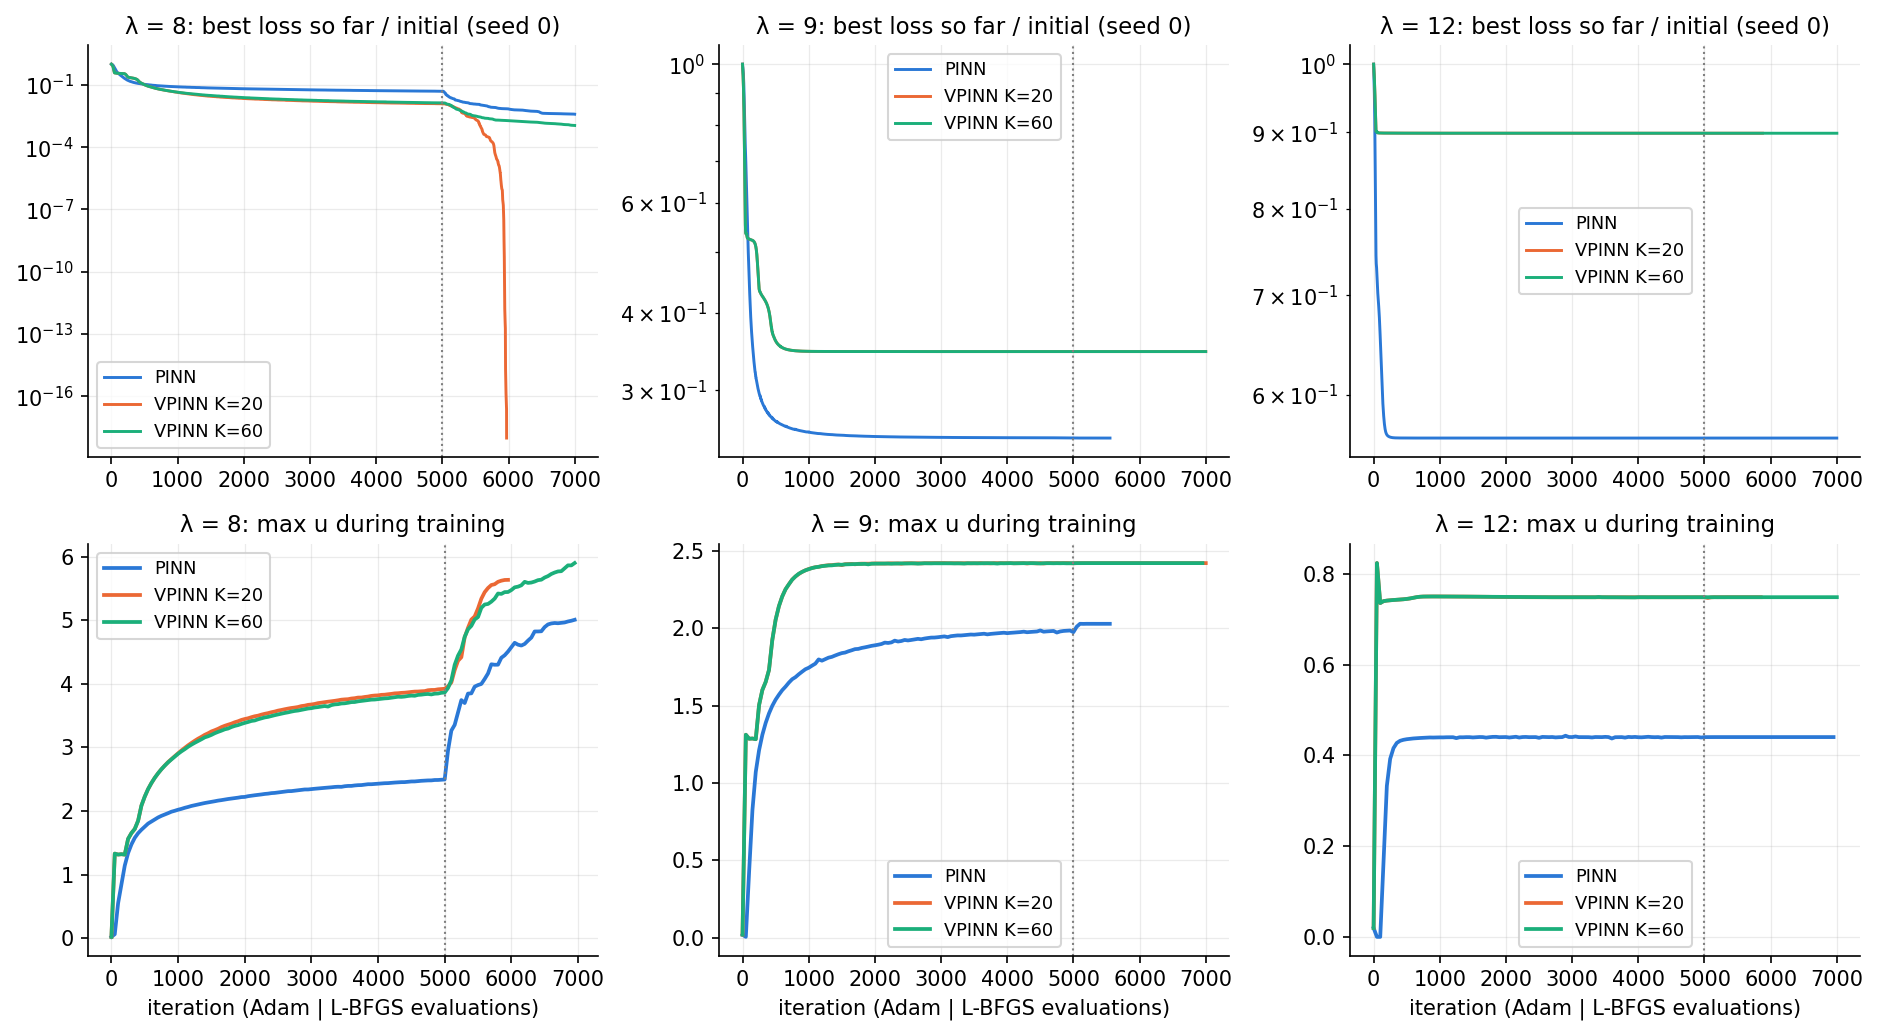 λ = 8: best loss so far / initial (seed 0)
10⁻¹
10⁻⁴
10⁻⁷
10⁻¹⁰
10⁻¹³
10⁻¹⁶
PINN
VPINN K=20
VPINN K=60
0 1000 2000 3000 4000 5000 6000 7000
λ = 9: best loss so far / initial (seed 0)
10⁰
6 × 10⁻¹
4 × 10⁻¹
3 × 10⁻¹
PINN
VPINN K=20
VPINN K=60
0 1000 2000 3000 4000 5000 6000 7000
λ = 12: best loss so far / initial (seed 0)
10⁰
9 × 10⁻¹
8 × 10⁻¹
7 × 10⁻¹
6 × 10⁻¹
PINN
VPINN K=20
VPINN K=60
0 1000 2000 3000 4000 5000 6000 7000
λ = 8: max u during training
6
5
4
3
2
1
0
PINN
VPINN K=20
VPINN K=60
0 1000 2000 3000 4000 5000 6000 7000
iteration (Adam | L-BFGS evaluations)
λ = 9: max u during training
2.5
2.0
1.5
1.0
0.5
0.0
PINN
VPINN K=20
VPINN K=60
0 1000 2000 3000 4000 5000 6000 7000
iteration (Adam | L-BFGS evaluations)
λ = 12: max u during training
0.8
0.6
0.4
0.2
0.0
PINN
VPINN K=20
VPINN K=60
0 1000 2000 3000 4000 5000 6000 7000
iteration (Adam | L-BFGS evaluations)